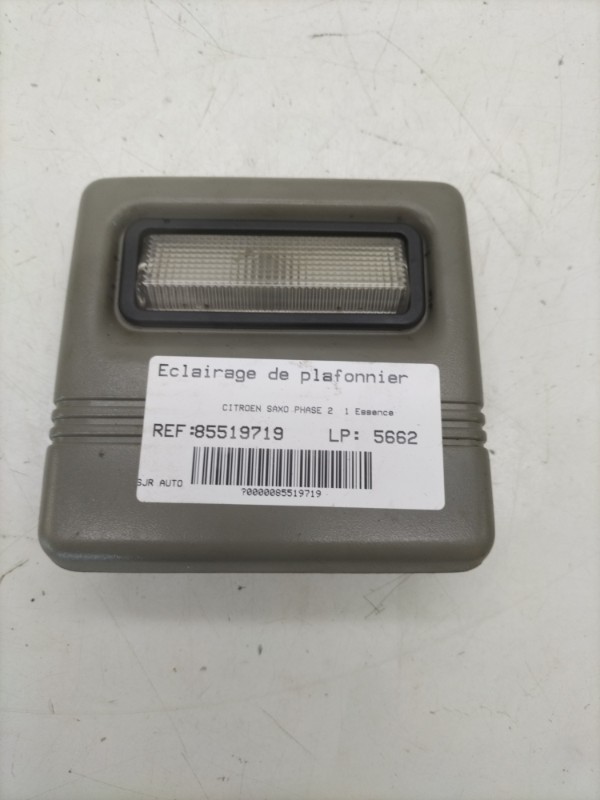 Eclairage de plafonnier
CITROEN SAXO PHASE 2 1 Essence
REF:85519719 LP: 5662
SJR AUTO
?0000085519719